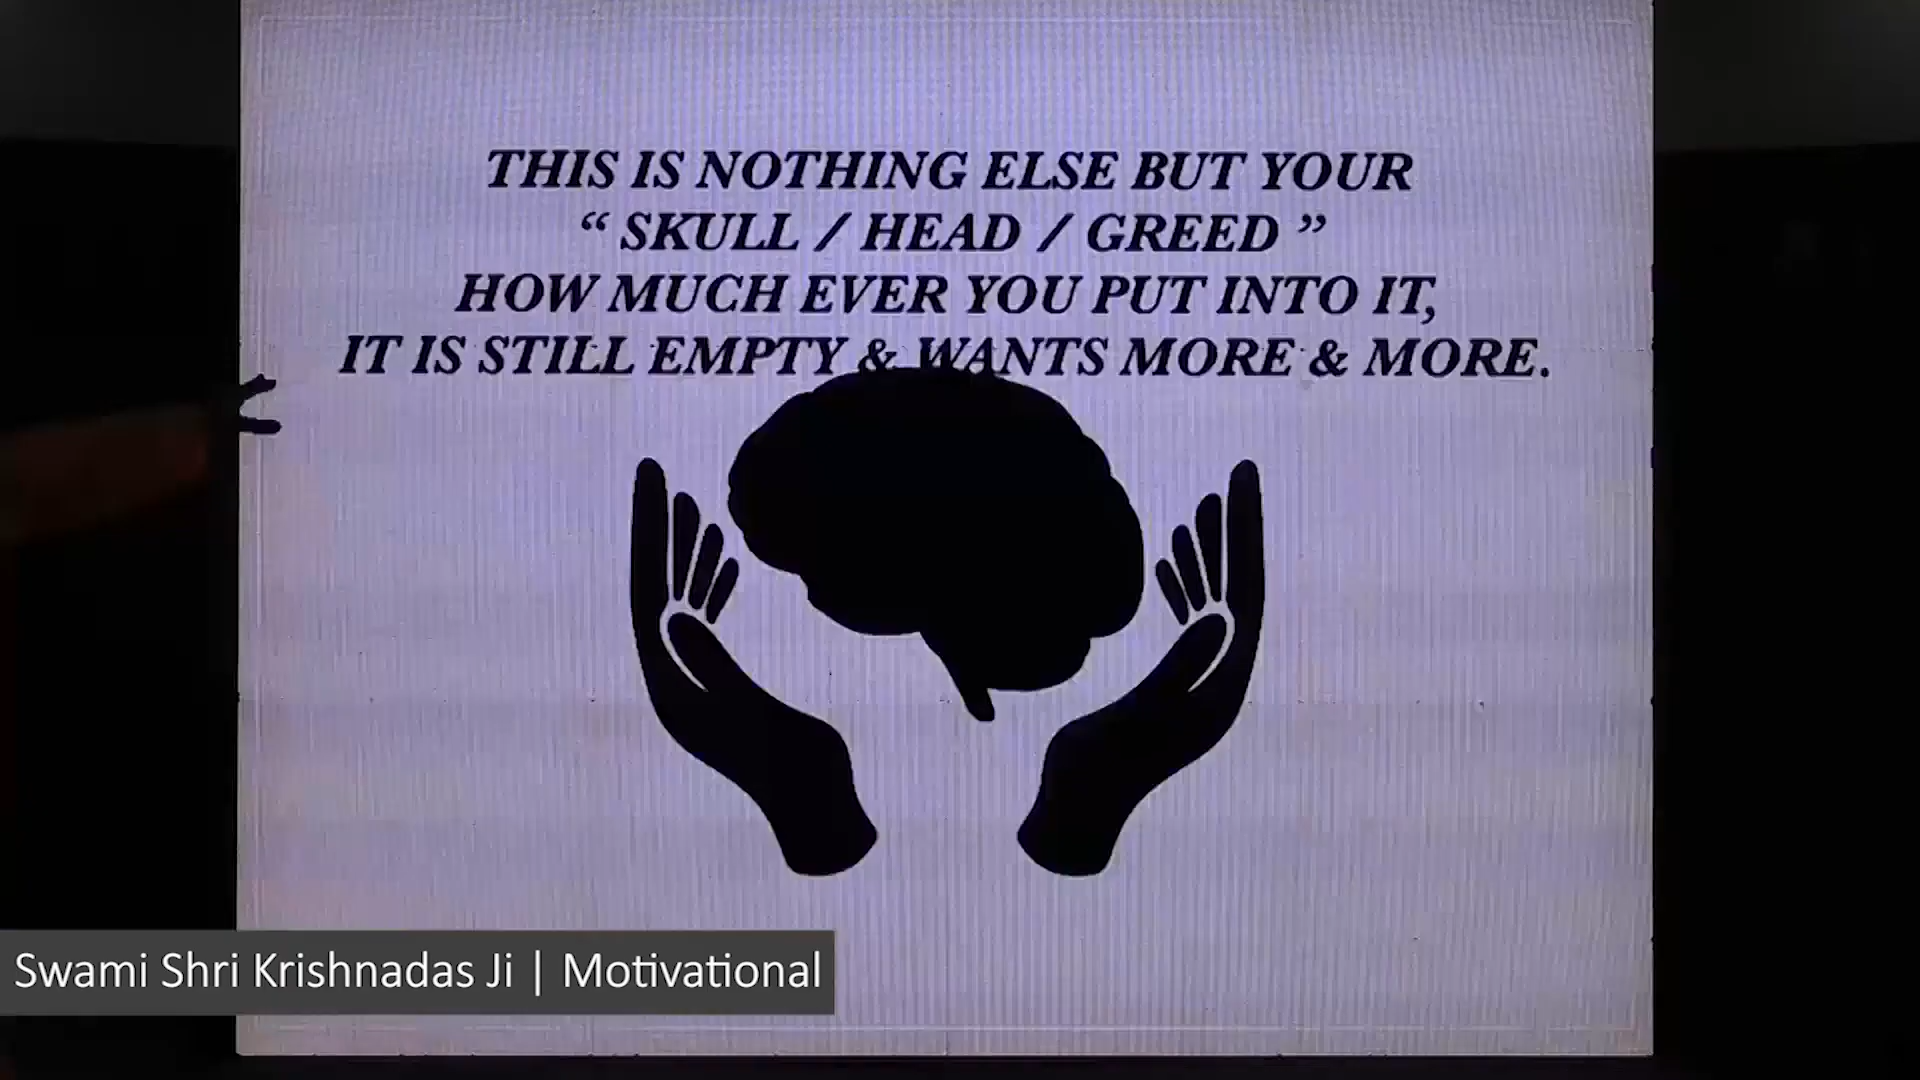 THIS IS NOTHING ELSE BUT YOUR
“ SKULL / HEAD / GREED ”
HOW MUCH EVER YOU PUT INTO IT,
IT IS STILL EMPTY & WANTS MORE & MORE.
Swami Shri Krishnadas Ji | Motivational